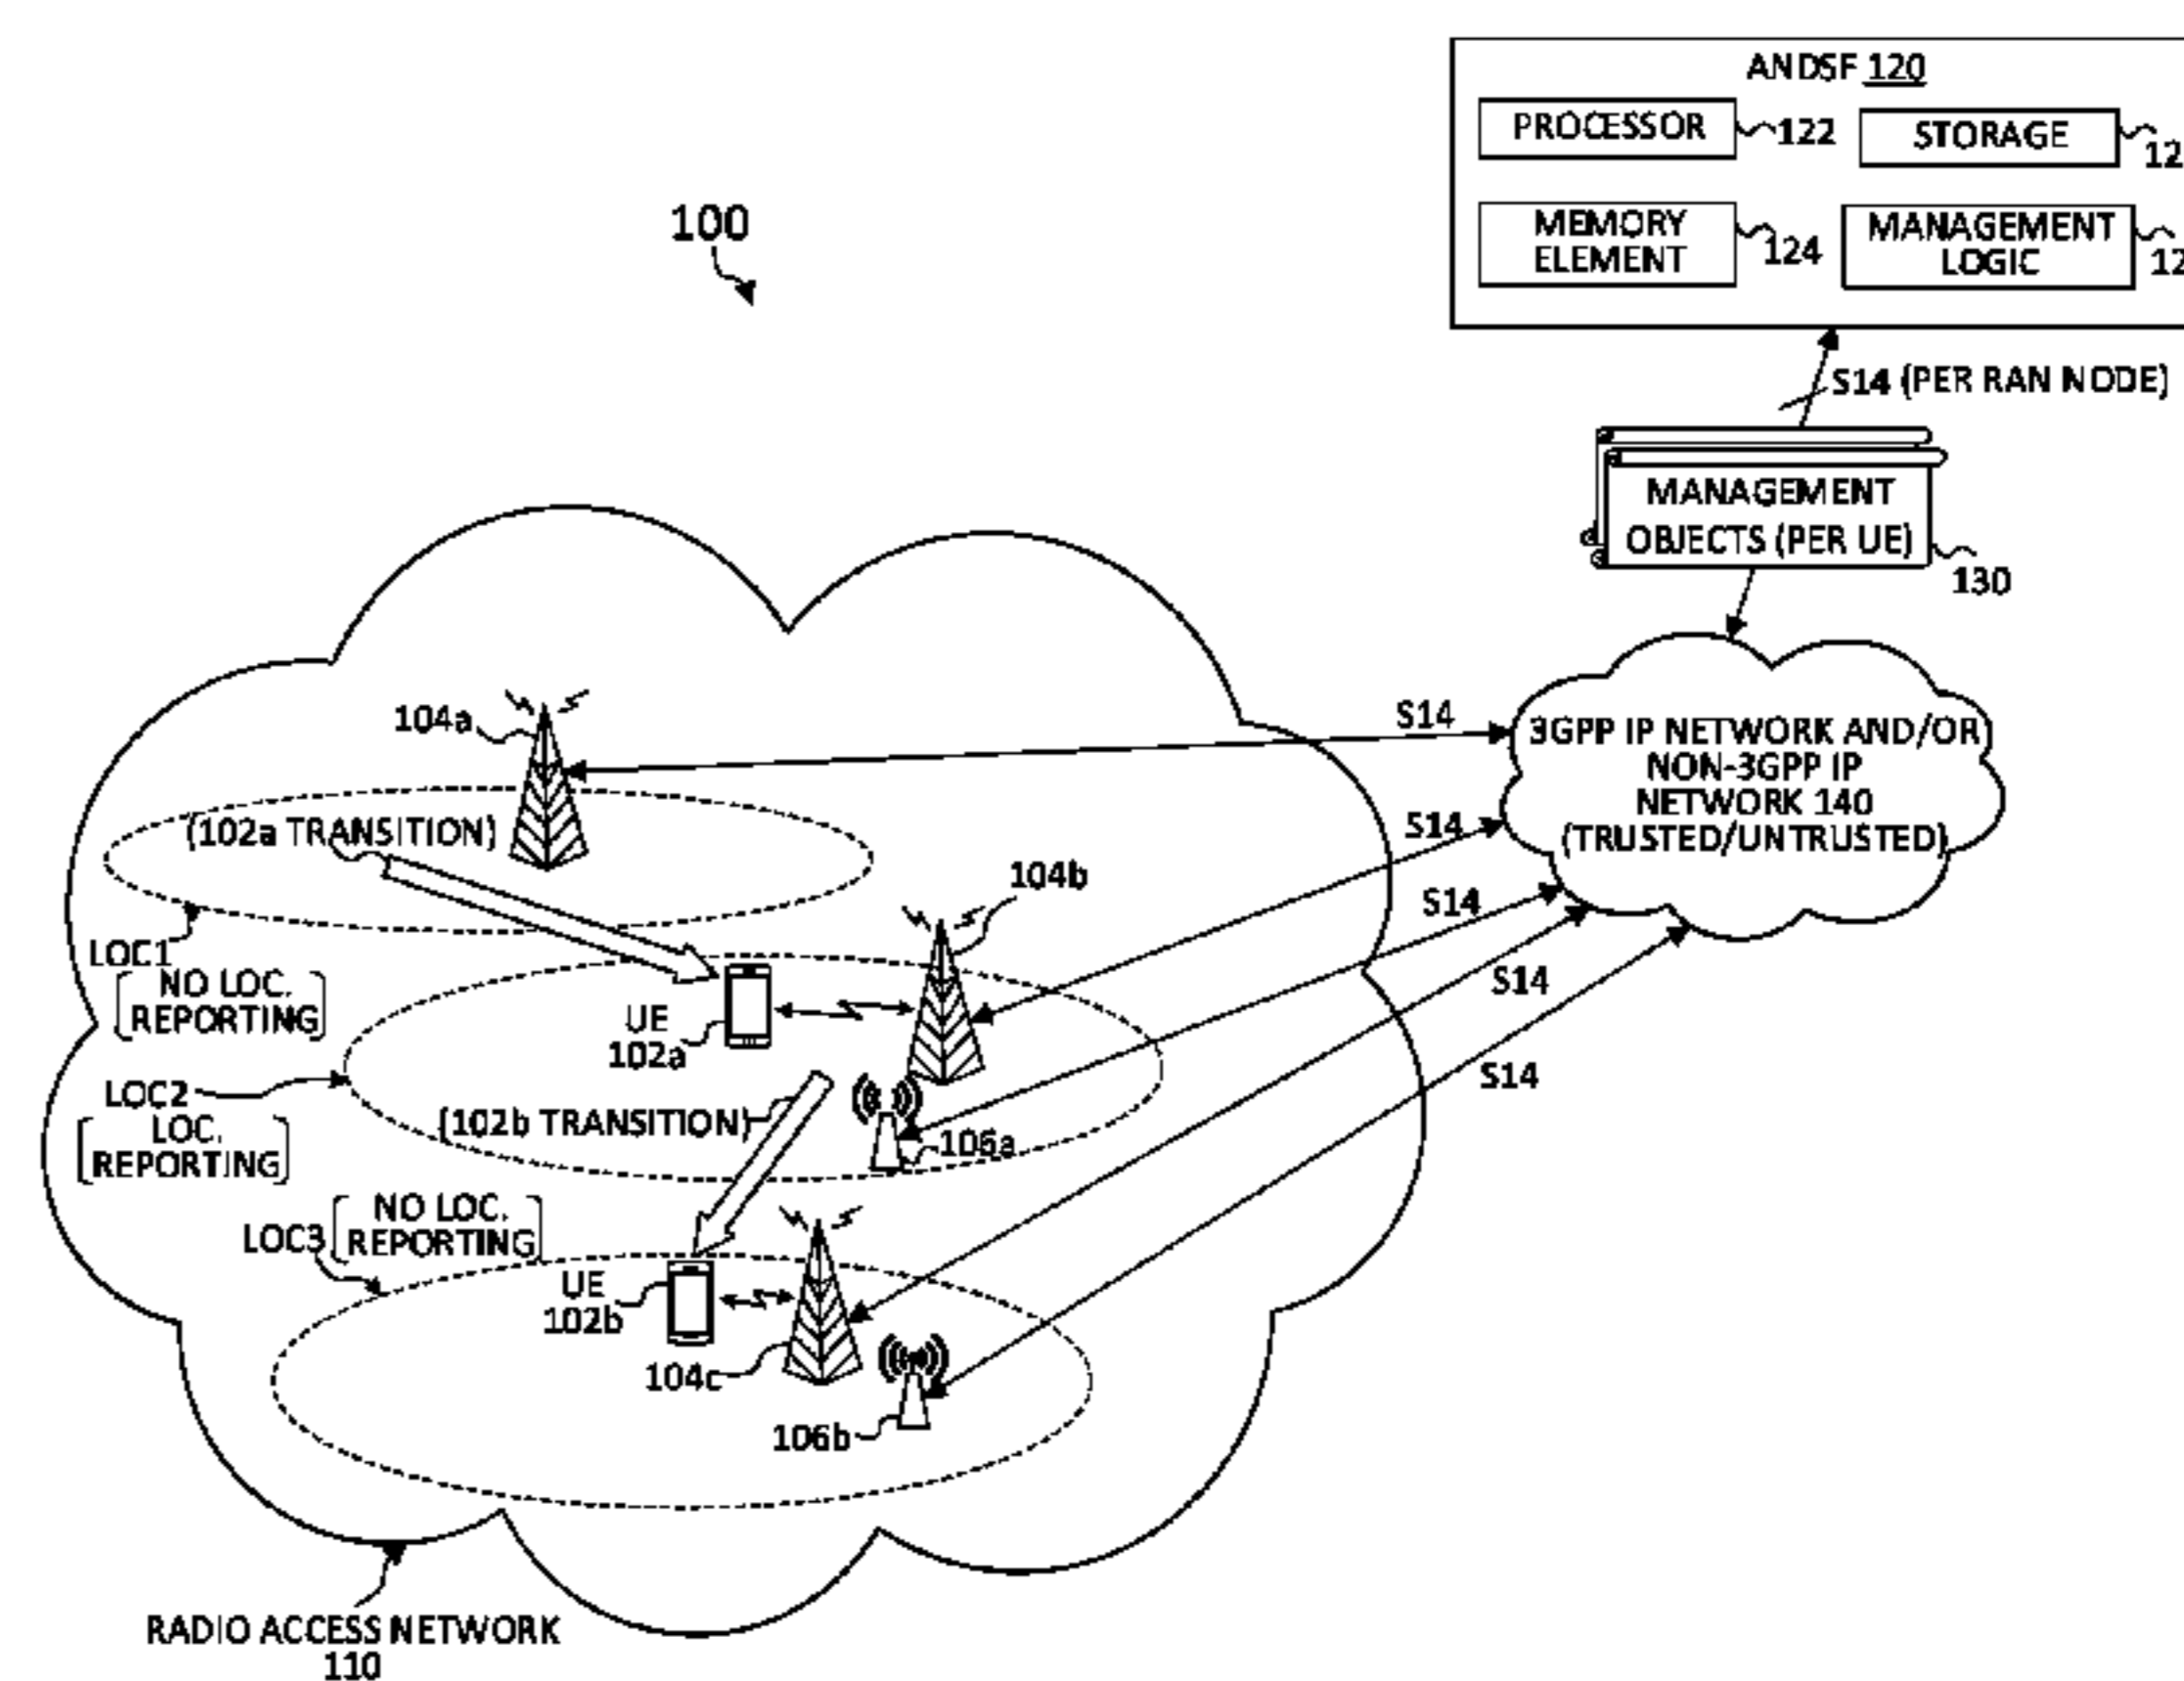 ANDSF 120
PROCESSOR
122
STORAGE
12
MEMORY
ELEMENT
124
MANAGEMENT
LOGIC
12
100
S14 (PER RAN NODE)
MANAGEMENT
OBJECTS (PER UE)
130
104a
S14
3GPP IP NETWORK AND/OR
NON-3GPP IP
NETWORK 140
(TRUSTED/UNTRUSTED)
(102a TRANSITION)
S14
104b
S14
LOC1
NO LOC.
REPORTING
S14
UE
102a
S14
LOC2
LOC.
REPORTING
(102b TRANSITION)
106a
LOC3
NO LOC.
REPORTING
UE
102b
104c
106b
RADIO ACCESS NETWORK
110